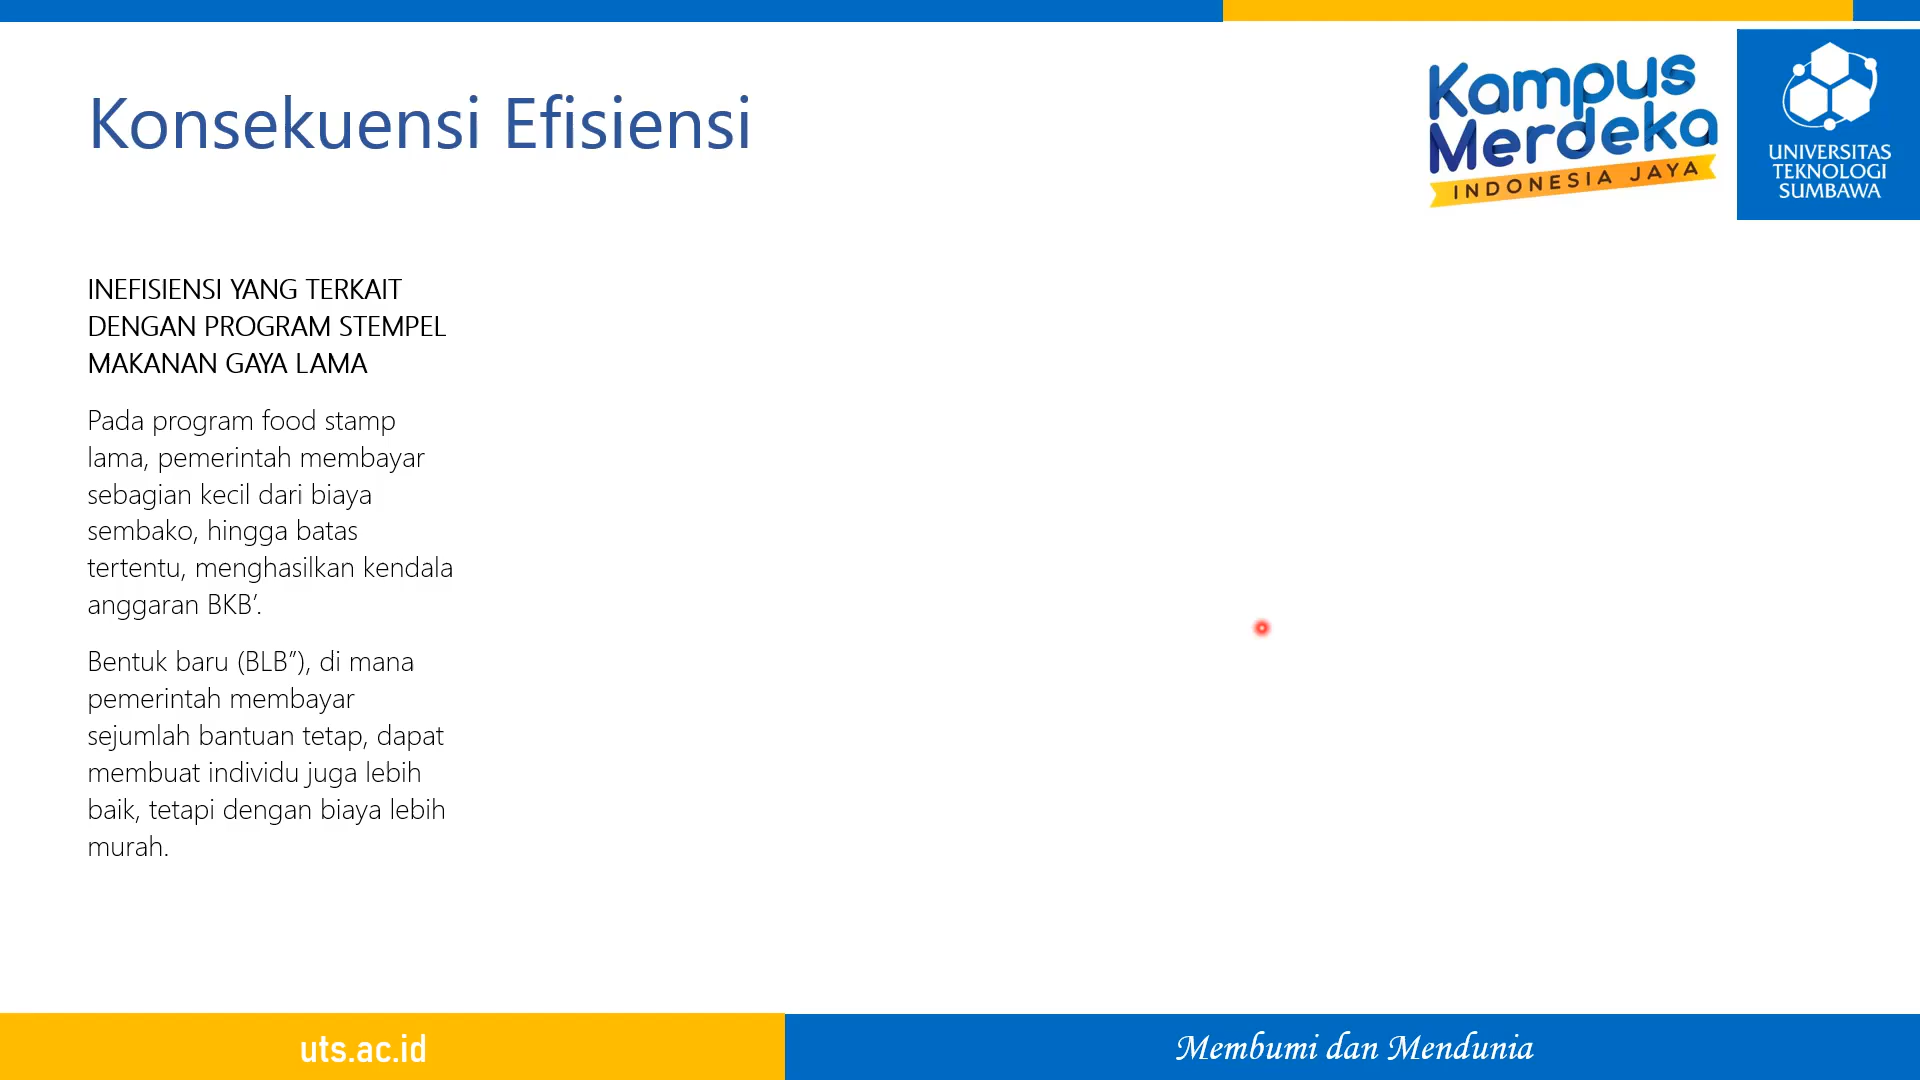 Konsekuensi Efisiensi
Kampus
Merdeka
INDONESIA JAYA
UNIVERSITAS
TEKNOLOGI
SUMBAWA
INEFISIENSI YANG TERKAIT
DENGAN PROGRAM STEMPEL
MAKANAN GAYA LAMA
Pada program food stamp
lama, pemerintah membayar
sebagian kecil dari biaya
sembako, hingga batas
tertentu, menghasilkan kendala
anggaran BKB’.
Bentuk baru (BLB”), di mana
pemerintah membayar
sejumlah bantuan tetap, dapat
membuat individu juga lebih
baik, tetapi dengan biaya lebih
murah.
uts.ac.id
Membumi dan Mendunia